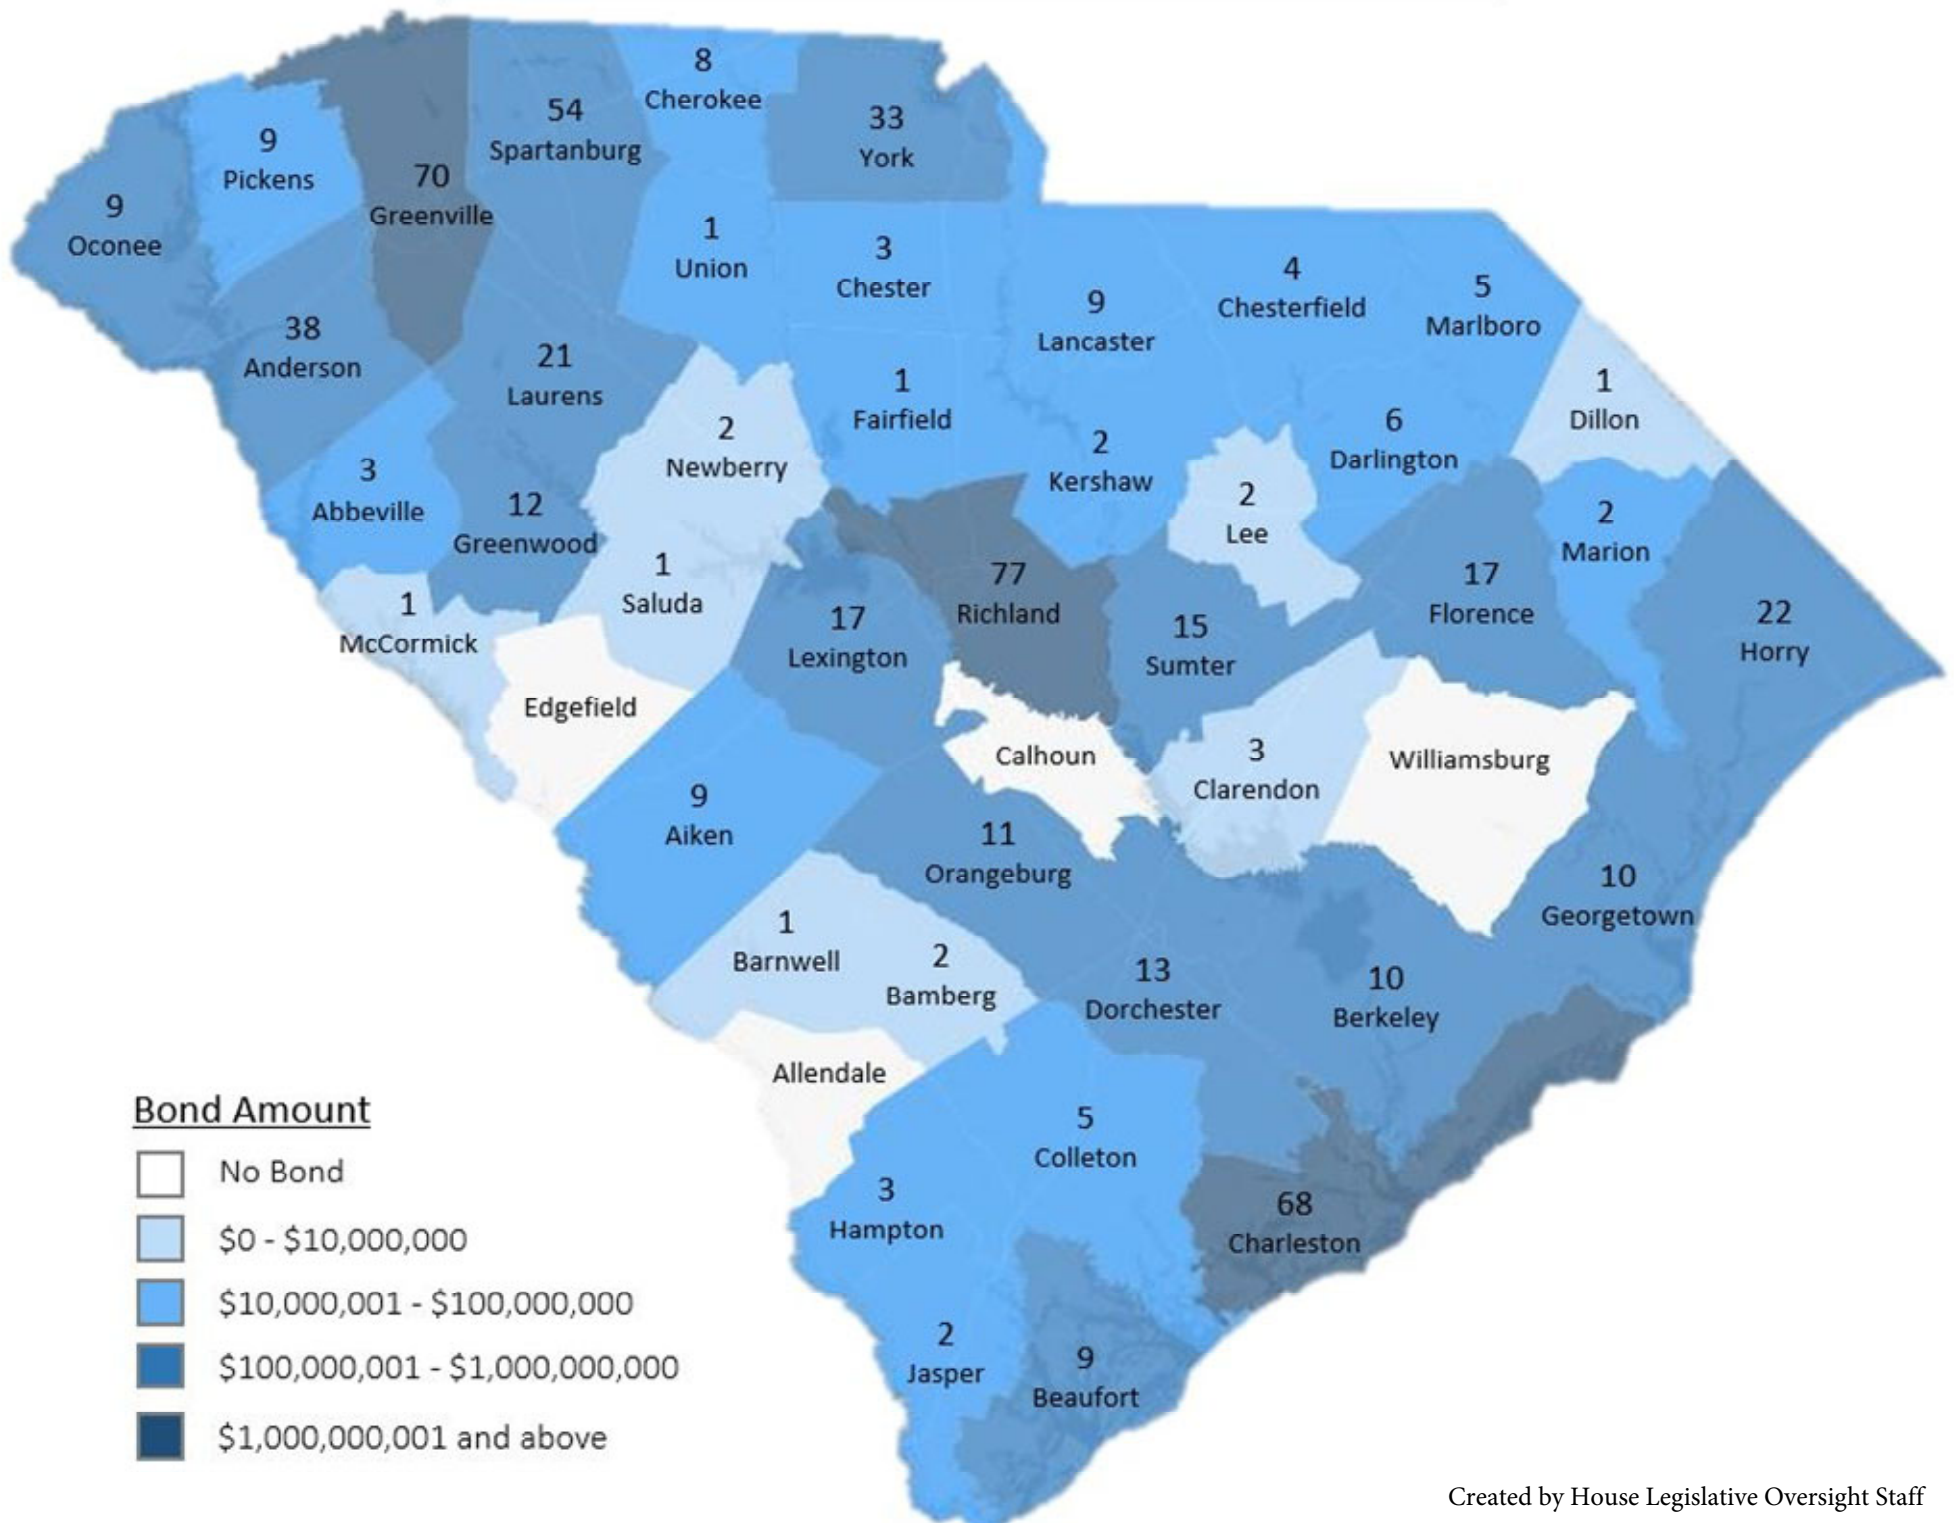 8
Cherokee
54
Spartanburg
33
York
9
Pickens
70
Greenville
9
Oconee
1
Union
3
Chester
4
Chesterfield
5
Marlboro
9
Lancaster
38
Anderson
21
Laurens
1
Fairfield
1
Dillon
6
Darlington
2
Newberry
2
Kershaw
3
Abbeville
12
Greenwood
2
Lee
2
Marion
1
Saluda
77
Richland
17
Florence
1
McCormick
17
Lexington
15
Sumter
22
Horry
Edgefield
Calhoun
3
Clarendon
Williamsburg
9
Aiken
11
Orangeburg
10
Georgetown
1
Barnwell
2
Bamberg
13
Dorchester
10
Berkeley
Allendale
5
Colleton
3
Hampton
68
Charleston
2
Jasper
9
Beaufort
Bond Amount
No Bond
$0 - $10,000,000
$10,000,001 - $100,000,000
$100,000,001 - $1,000,000,000
$1,000,000,001 and above
Created by House Legislative Oversight Staff